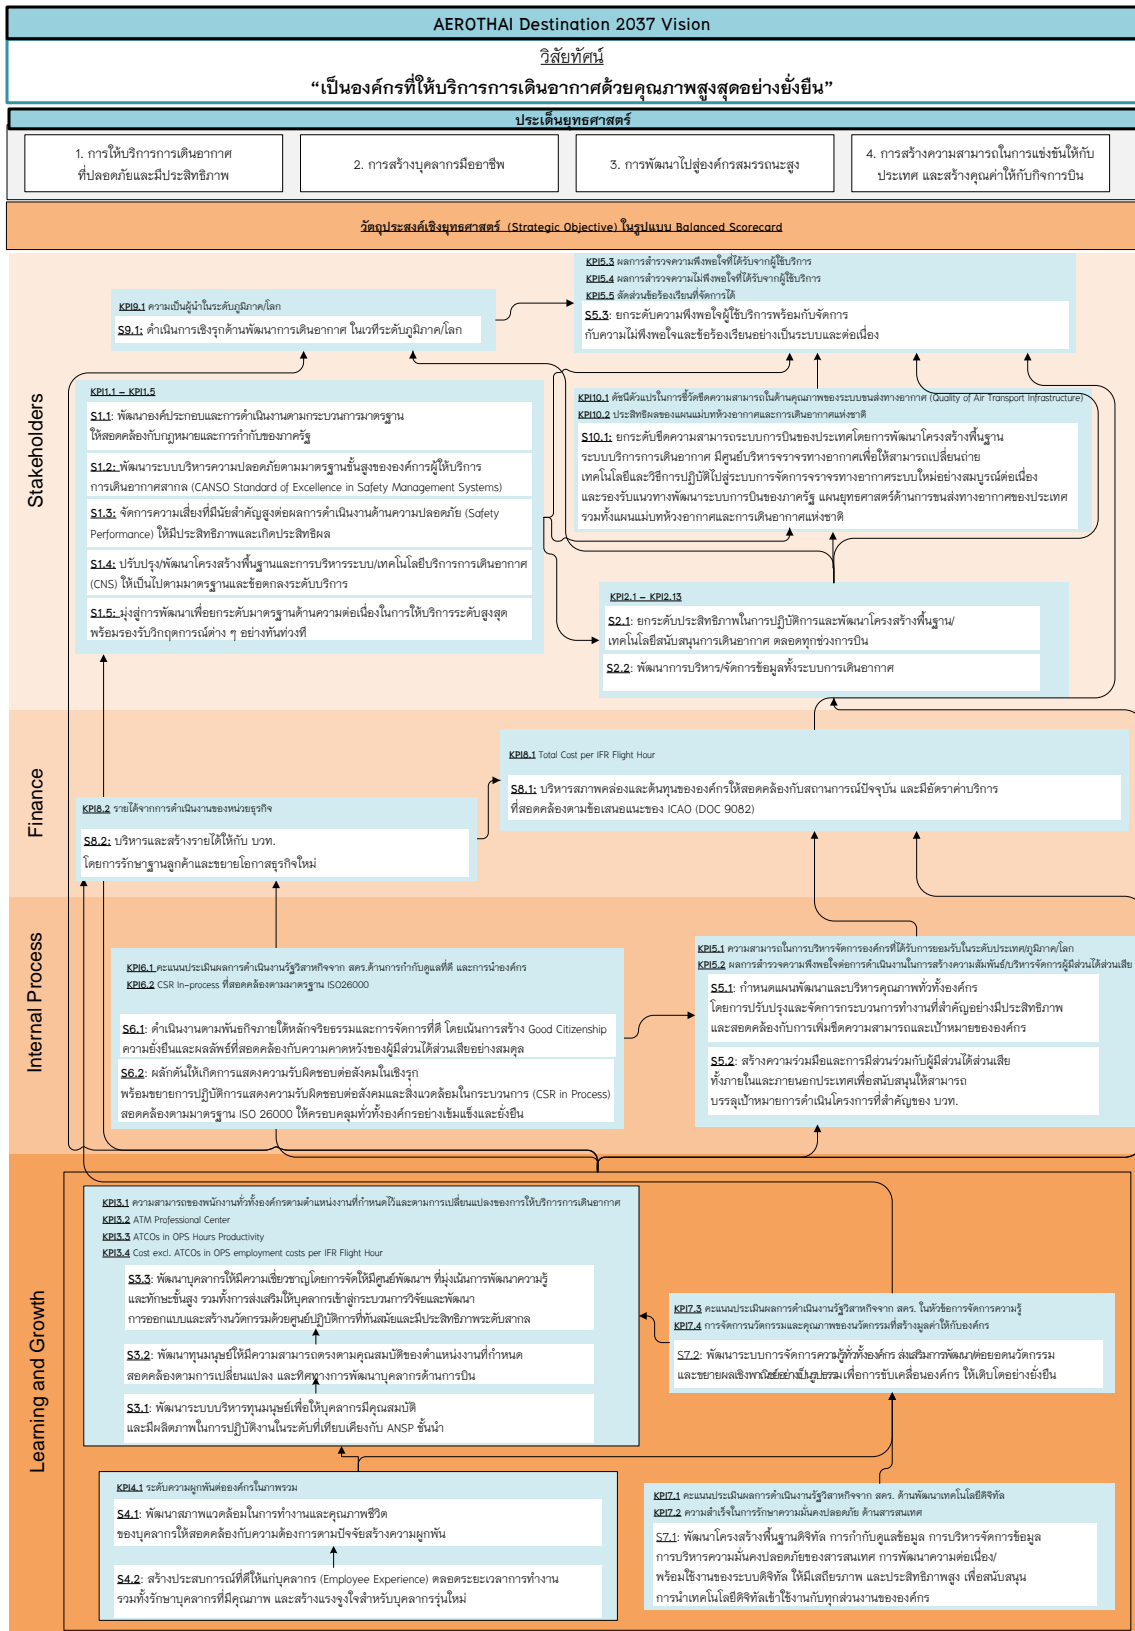 AEROTHAI Destination 2037 Vision
วิสัยทัศน์
“เป็นองค์กรที่ให้บริการการเดินอากาศด้วยคุณภาพสูงสุดอย่างยั่งยืน”
ประเด็นยุทธศาสตร์
1. การให้บริการการเดินอากาศ
ที่ปลอดภัยและมีประสิทธิภาพ
2. การสร้างบุคลากรมืออาชีพ
3. การพัฒนาไปสู่องค์กรสมรรถนะสูง
4. การสร้างความสามารถในการแข่งขันให้กับ
ประเทศ และสร้างคุณค่าให้กับกิจการบิน
วัตถุประสงค์เชิงยุทธศาสตร์ (Strategic Objective) ในรูปแบบ Balanced Scorecard
Stakeholders
KPI5.3 ผลการสำรวจความพึงพอใจที่ได้รับจากผู้ใช้บริการ
KPI5.4 ผลการสำรวจความไม่พึงพอใจที่ได้รับจากผู้ใช้บริการ
KPI5.5 สัดส่วนข้อร้องเรียนที่จัดการได้
S5.3: ยกระดับความพึงพอใจผู้ใช้บริการพร้อมกับจัดการ
กับความไม่พึงพอใจและข้อร้องเรียนอย่างเป็นระบบและต่อเนื่อง
KPI9.1 ความเป็นผู้นำในระดับภูมิภาค/โลก
S9.1: ดำเนินการเชิงรุกด้านพัฒนาการเดินอากาศ ในเวทีระดับภูมิภาค/โลก
KPI1.1 – KPI1.5
S1.1: พัฒนาองค์ประกอบและการดำเนินงานตามกระบวนการมาตรฐาน
ให้สอดคล้องกับกฎหมายและการกำกับของภาครัฐ
S1.2: พัฒนาระบบบริหารความปลอดภัยตามมาตรฐานขั้นสูงขององค์การผู้ให้บริการ
การเดินอากาศสากล (CANSO Standard of Excellence in Safety Management Systems)
S1.3: จัดการความเสี่ยงที่มีนัยสำคัญสูงต่อผลการดำเนินงานด้านความปลอดภัย (Safety
Performance) ให้มีประสิทธิภาพและเกิดประสิทธิผล
S1.4: ปรับปรุง/พัฒนาโครงสร้างพื้นฐานและการบริหารระบบ/เทคโนโลยีบริการการเดินอากาศ
(CNS) ให้เป็นไปตามมาตรฐานและข้อตกลงระดับบริการ
S1.5: มุ่งสู่การพัฒนาเพื่อยกระดับมาตรฐานด้านความต่อเนื่องในการให้บริการระดับสูงสุด
พร้อมรองรับวิกฤตการณ์ต่าง ๆ อย่างทันท่วงที
KPI10.1 ดัชนีตัวแปรในการชี้วัดขีดความสามารถในด้านคุณภาพของระบบขนส่งทางอากาศ (Quality of Air Transport Infrastructure)
KPI10.2 ประสิทธิผลของแผนแม่บทห้วงอากาศและการเดินอากาศแห่งชาติ
S10.1: ยกระดับขีดความสามารถระบบการบินของประเทศโดยการพัฒนาโครงสร้างพื้นฐาน
ระบบบริการการเดินอากาศ มีศูนย์บริหารจราจรทางอากาศเพื่อให้สามารถเปลี่ยนถ่าย
เทคโนโลยีและวิธีการปฏิบัติไปสู่ระบบการจัดการจราจรทางอากาศระบบใหม่อย่างสมบูรณ์ต่อเนื่อง
และรองรับแนวทางพัฒนาระบบการบินของภาครัฐ แผนยุทธศาสตร์ด้านการขนส่งทางอากาศของประเทศ
รวมทั้งแผนแม่บทห้วงอากาศและการเดินอากาศแห่งชาติ
KPI2.1 – KPI2.13
S2.1: ยกระดับประสิทธิภาพในการปฏิบัติการและพัฒนาโครงสร้างพื้นฐาน/
เทคโนโลยีสนับสนุนการเดินอากาศ ตลอดทุกช่วงการบิน
S2.2: พัฒนาการบริหาร/จัดการข้อมูลทั้งระบบการเดินอากาศ
Finance
KPI8.1 Total Cost per IFR Flight Hour
S8.1: บริหารสภาพคล่องและต้นทุนขององค์กรให้สอดคล้องกับสถานการณ์ปัจจุบัน และมีอัตราค่าบริการ
ที่สอดคล้องตามข้อเสนอแนะของ ICAO (DOC 9082)
KPI8.2 รายได้จากการดำเนินงานของหน่วยธุรกิจ
S8.2: บริหารและสร้างรายได้ให้กับ บวท.
โดยการรักษาฐานลูกค้าและขยายโอกาสธุรกิจใหม่
Internal Process
KPI6.1 คะแนนประเมินผลการดำเนินงานรัฐวิสาหกิจจาก สคร.ด้านการกำกับดูแลที่ดี และการนำองค์กร
KPI6.2 CSR In-process ที่สอดคล้องตามมาตรฐาน ISO26000
S6.1: ดำเนินงานตามพันธกิจภายใต้หลักจริยธรรมและการจัดการที่ดี โดยเน้นการสร้าง Good Citizenship
ความยั่งยืนและผลลัพธ์ที่สอดคล้องกับความคาดหวังของผู้มีส่วนได้ส่วนเสียอย่างสมดุล
S6.2: ผลักดันให้เกิดการแสดงความรับผิดชอบต่อสังคมในเชิงรุก
พร้อมขยายการปฏิบัติการแสดงความรับผิดชอบต่อสังคมและสิ่งแวดล้อมในกระบวนการ (CSR in Process)
สอดคล้องตามมาตรฐาน ISO 26000 ให้ครอบคลุมทั่วทั้งองค์กรอย่างเข้มแข็งและยั่งยืน
KPI5.1 ความสามารถในการบริหารจัดการองค์กรที่ได้รับการยอมรับในระดับประเทศ/ภูมิภาค/โลก
KPI5.2 ผลการสำรวจความพึงพอใจต่อการดำเนินงานในการสร้างความสัมพันธ์/บริหารจัดการผู้มีส่วนได้ส่วนเสีย
S5.1: กำหนดแผนพัฒนาและบริหารคุณภาพทั่วทั้งองค์กร
โดยการปรับปรุงและจัดการกระบวนการทำงานที่สำคัญอย่างมีประสิทธิภาพ
และสอดคล้องกับการเพิ่มขีดความสามารถและเป้าหมายขององค์กร
S5.2: สร้างความร่วมมือและการมีส่วนร่วมกับผู้มีส่วนได้ส่วนเสีย
ทั้งภายในและภายนอกประเทศเพื่อสนับสนุนให้สามารถ
บรรลุเป้าหมายการดำเนินโครงการที่สำคัญของ บวท.
Learning and Growth
KPI3.1 ความสามารถของพนักงานทั่วทั้งองค์กรตามตำแหน่งงานที่กำหนดไว้และตามการเปลี่ยนแปลงของการให้บริการการเดินอากาศ
KPI3.2 ATM Professional Center
KPI3.3 ATCOs in OPS Hours Productivity
KPI3.4 Cost excl. ATCOs in OPS employment costs per IFR Flight Hour
S3.3: พัฒนาบุคลากรให้มีความเชี่ยวชาญโดยการจัดให้มีศูนย์พัฒนาฯ ที่มุ่งเน้นการพัฒนาความรู้
และทักษะขั้นสูง รวมทั้งการส่งเสริมให้บุคลากรเข้าสู่กระบวนการวิจัยและพัฒนา
การออกแบบและสร้างนวัตกรรมด้วยศูนย์ปฏิบัติการที่ทันสมัยและมีประสิทธิภาพระดับสากล
S3.2: พัฒนาทุนมนุษย์ให้มีความสามารถตรงตามคุณสมบัติของตำแหน่งงานที่กำหนด
สอดคล้องตามการเปลี่ยนแปลง และทิศทางการพัฒนาบุคลากรด้านการบิน
S3.1: พัฒนาระบบบริหารทุนมนุษย์เพื่อให้บุคลากรมีคุณสมบัติ
และมีผลิตภาพในการปฏิบัติงานในระดับที่เทียบเคียงกับ ANSP ชั้นนำ
KPI7.3 คะแนนประเมินผลการดำเนินงานรัฐวิสาหกิจจาก สคร. ในหัวข้อการจัดการความรู้
KPI7.4 การจัดการนวัตกรรมและคุณภาพของนวัตกรรมที่สร้างมูลค่าให้กับองค์กร
S7.2: พัฒนาระบบการจัดการความรู้ทั่วทั้งองค์กร ส่งเสริมการพัฒนาต่อยอดนวัตกรรม
และขยายผลเชิงพาณิชย์อย่างเป็นรูปธรรมเพื่อการขับเคลื่อนองค์กร ให้เติบโตอย่างยั่งยืน
KPI4.1 ระดับความผูกพันต่อองค์กรในภาพรวม
S4.1: พัฒนาสภาพแวดล้อมในการทำงานและคุณภาพชีวิต
ของบุคลากรให้สอดคล้องกับความต้องการตามปัจจัยสร้างความผูกพัน
S4.2: สร้างประสบการณ์ที่ดีให้แก่บุคลากร (Employee Experience) ตลอดระยะเวลาการทำงาน
รวมทั้งรักษาบุคลากรที่มีคุณภาพ และสร้างแรงจูงใจสำหรับบุคลากรรุ่นใหม่
KPI7.1 คะแนนประเมินผลการดำเนินงานรัฐวิสาหกิจจาก สคร. ด้านพัฒนาเทคโนโลยีดิจิทัล
KPI7.2 ความสำเร็จในการรักษาความมั่นคงปลอดภัย ด้านสารสนเทศ
S7.1: พัฒนาโครงสร้างพื้นฐานดิจิทัล การกำกับดูแลข้อมูล การบริหารจัดการข้อมูล
การบริหารความมั่นคงปลอดภัยของสารสนเทศ การพัฒนาความต่อเนื่อง/
พร้อมใช้งานของระบบดิจิทัล ให้มีเสถียรภาพ และประสิทธิภาพสูง เพื่อสนับสนุน
การนำเทคโนโลยีดิจิทัลเข้าใช้งานกับทุกส่วนงานขององค์กร